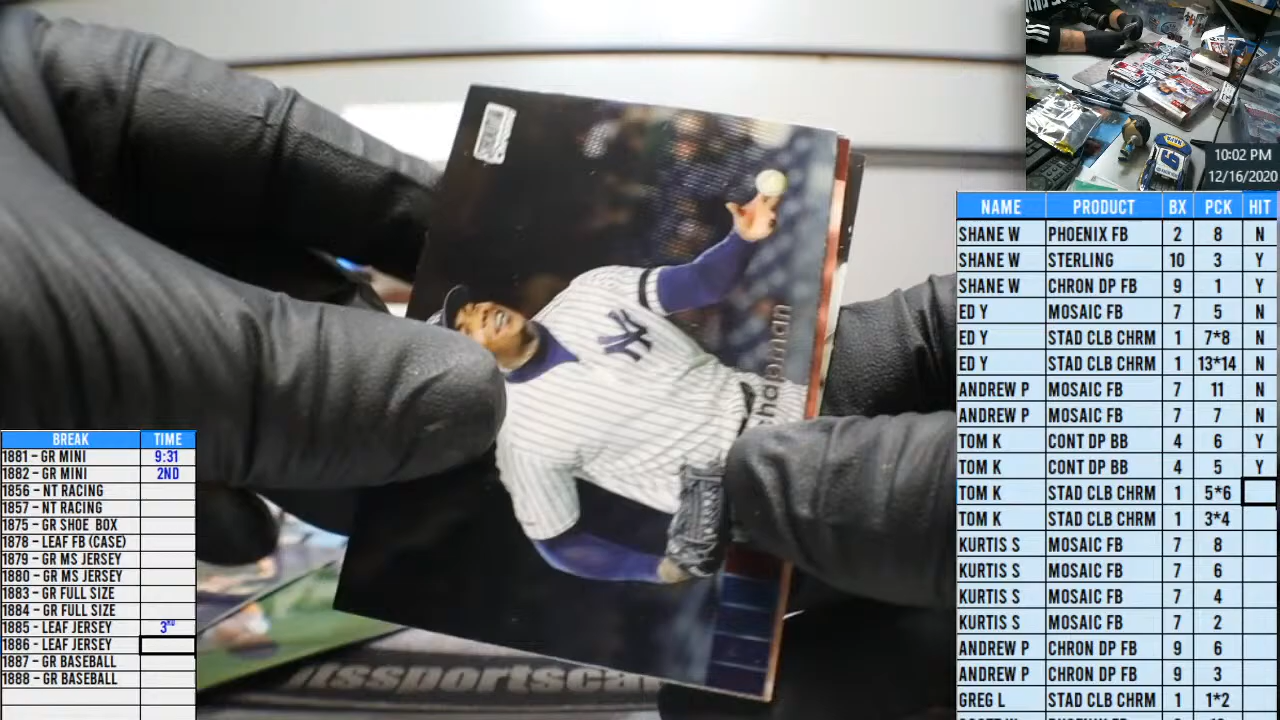 10:02 PM
12/16/2020
NAME PRODUCT BX PCK HIT
SHANE W PHOENIX FB 2 8 N
SHANE W STERLING 10 3 Y
SHANE W CHRON DP FB 9 1 Y
ED Y MOSAIC FB 7 5 N
ED Y STAD CLB CHRM 1 7*8 N
ED Y STAD CLB CHRM 1 13*14 N
ANDREW P MOSAIC FB 7 11 N
ANDREW P MOSAIC FB 7 7 N
TOM K CONT DP BB 4 6 Y
TOM K CONT DP BB 4 5 Y
TOM K STAD CLB CHRM 1 5*6
TOM K STAD CLB CHRM 1 3*4
KURTIS S MOSAIC FB 7 8
KURTIS S MOSAIC FB 7 6
KURTIS S MOSAIC FB 7 4
KURTIS S MOSAIC FB 7 2
ANDREW P CHRON DP FB 9 6
ANDREW P CHRON DP FB 9 3
GREG L STAD CLB CHRM 1 1*2
BREAK TIME
1881 – GR MINI 9:31
1882 – GR MINI 2ND
1856 – NT RACING
1857 – NT RACING
1875 – GR SHOE BOX
1878 – LEAF FB (CASE)
1879 – GR MS JERSEY
1880 – GR MS JERSEY
1883 – GR FULL SIZE
1884 – GR FULL SIZE
1885 – LEAF JERSEY 3RD
1886 – LEAF JERSEY
1887 – GR BASEBALL
1888 – GR BASEBALL
hapman
NY
itssportsca
6